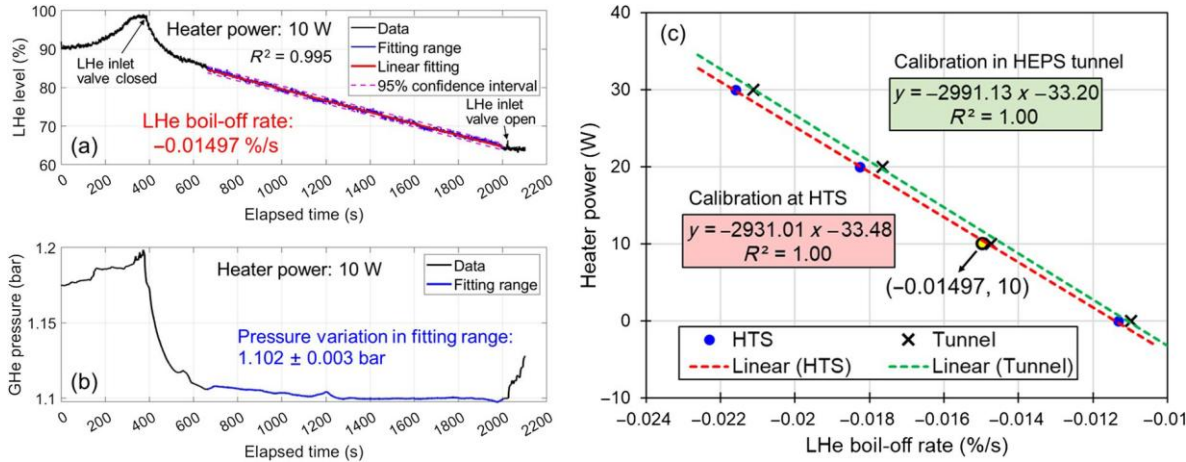 (a)
Heater power: 10 W
R² = 0.995
Data
Fitting range
Linear fitting
95% confidence interval
LHe inlet
valve closed
LHe inlet
valve open
LHe boil-off rate:
−0.01497 %/s
LHe level (%)
100
90
80
70
60
0 200 400 600 800 1000 1200 1400 1600 1800 2000 2200
Elapsed time (s)
(b)
Heater power: 10 W
Data
Fitting range
Pressure variation in fitting range:
1.102 ± 0.003 bar
GHe pressure (bar)
1.2
1.15
1.1
0 200 400 600 800 1000 1200 1400 1600 1800 2000 2200
Elapsed time (s)
(c)
Calibration in HEPS tunnel
y = −2991.13 x −33.20
R² = 1.00
Calibration at HTS
y = −2931.01 x −33.48
R² = 1.00
(−0.01497, 10)
HTS
Tunnel
Linear (HTS)
Linear (Tunnel)
Heater power (W)
40
30
20
10
0
−10
−0.024 −0.022 −0.02 −0.018 −0.016 −0.014 −0.012 −0.01
LHe boil-off rate (%/s)